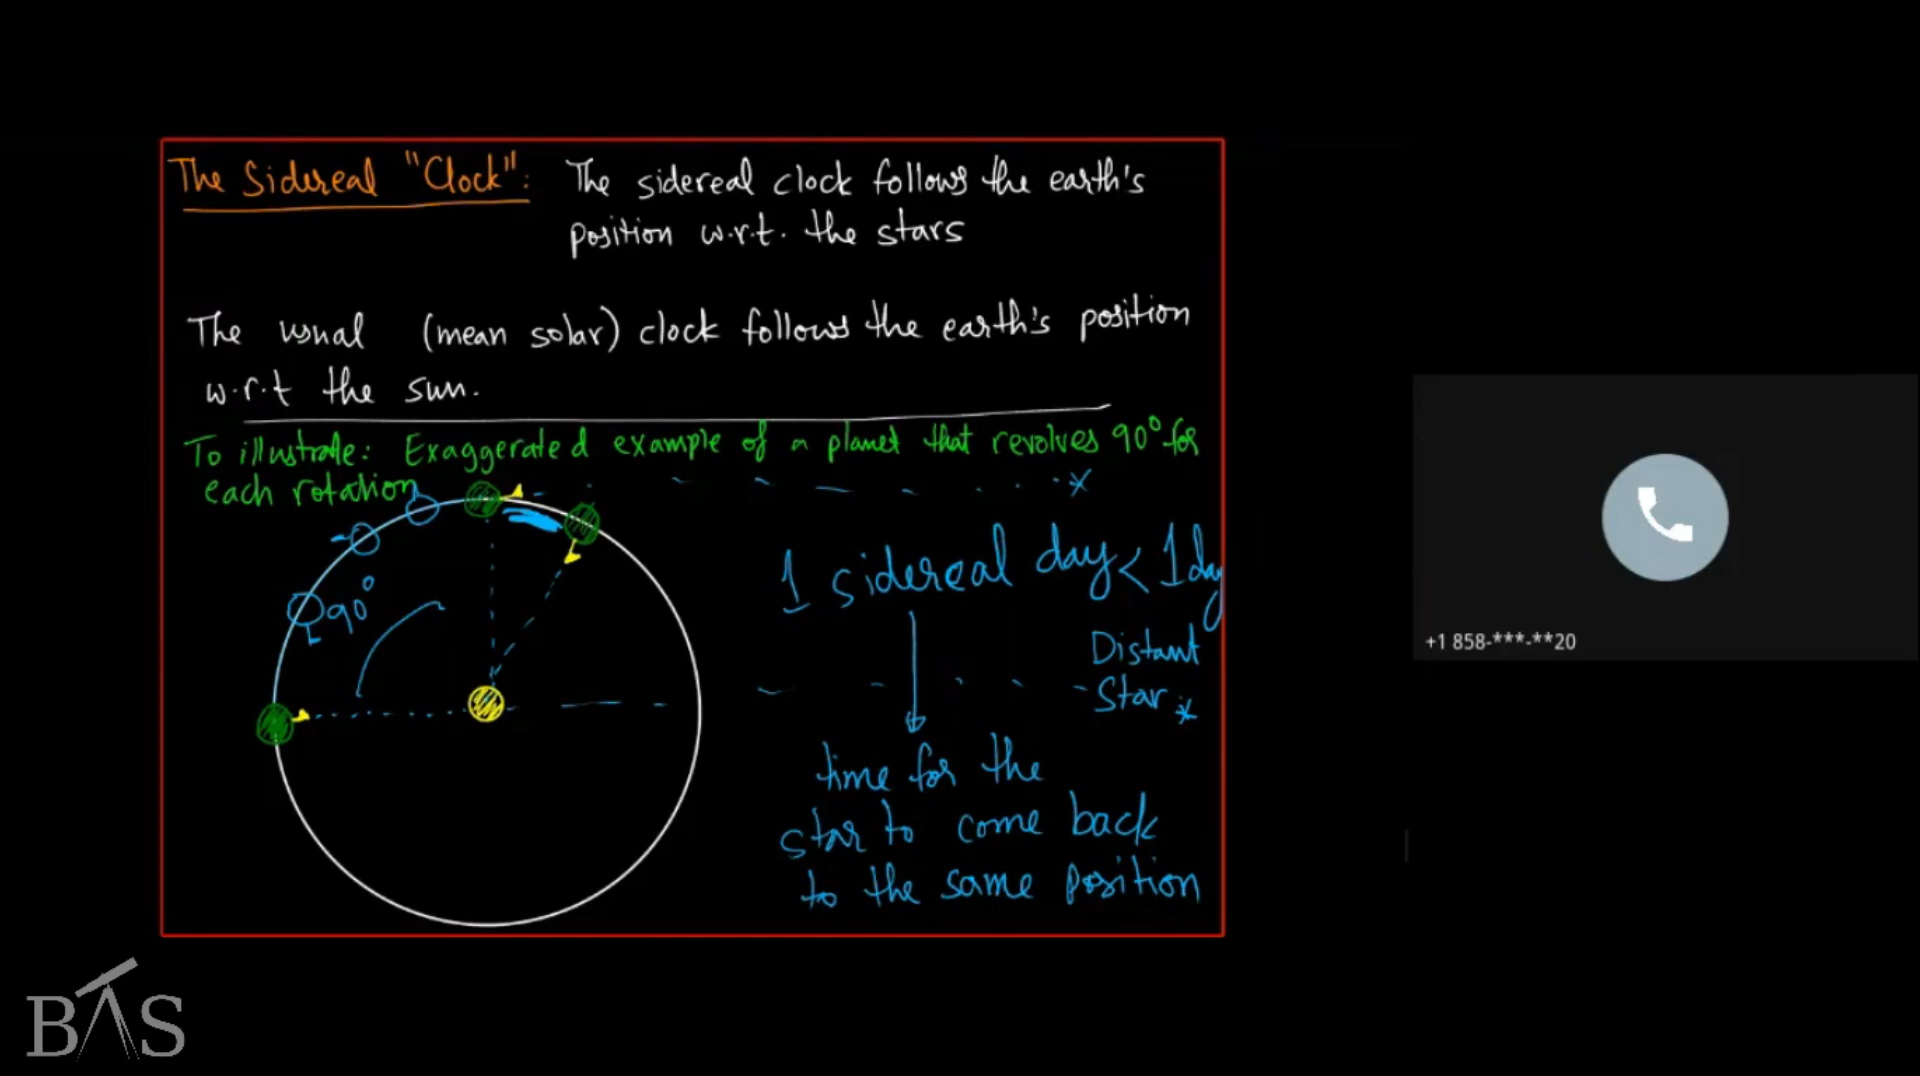 The Sidereal "Clock":
The sidereal clock follows the earth's
position w.r.t. the stars
The usual (mean solar) clock follows the earth's position
w.r.t the sun.
To illustrate: Exaggerated example of a planet that revolves 90° for
each rotation
1 sidereal day < 1 day
90°
Distant
Star
time for the
star to come back
to the same position
+1 858-***-**20
BAS